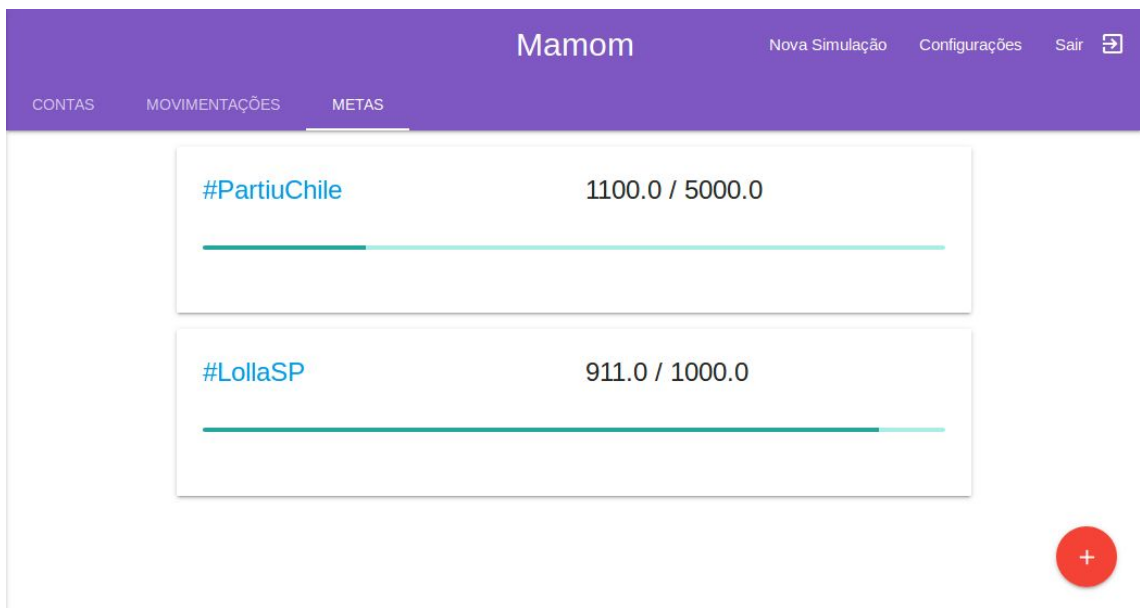 Mamom
Nova Simulação Configurações Sair
CONTAS MOVIMENTAÇÕES METAS
#PartiuChile 1100.0 / 5000.0
#LollaSP 911.0 / 1000.0
+